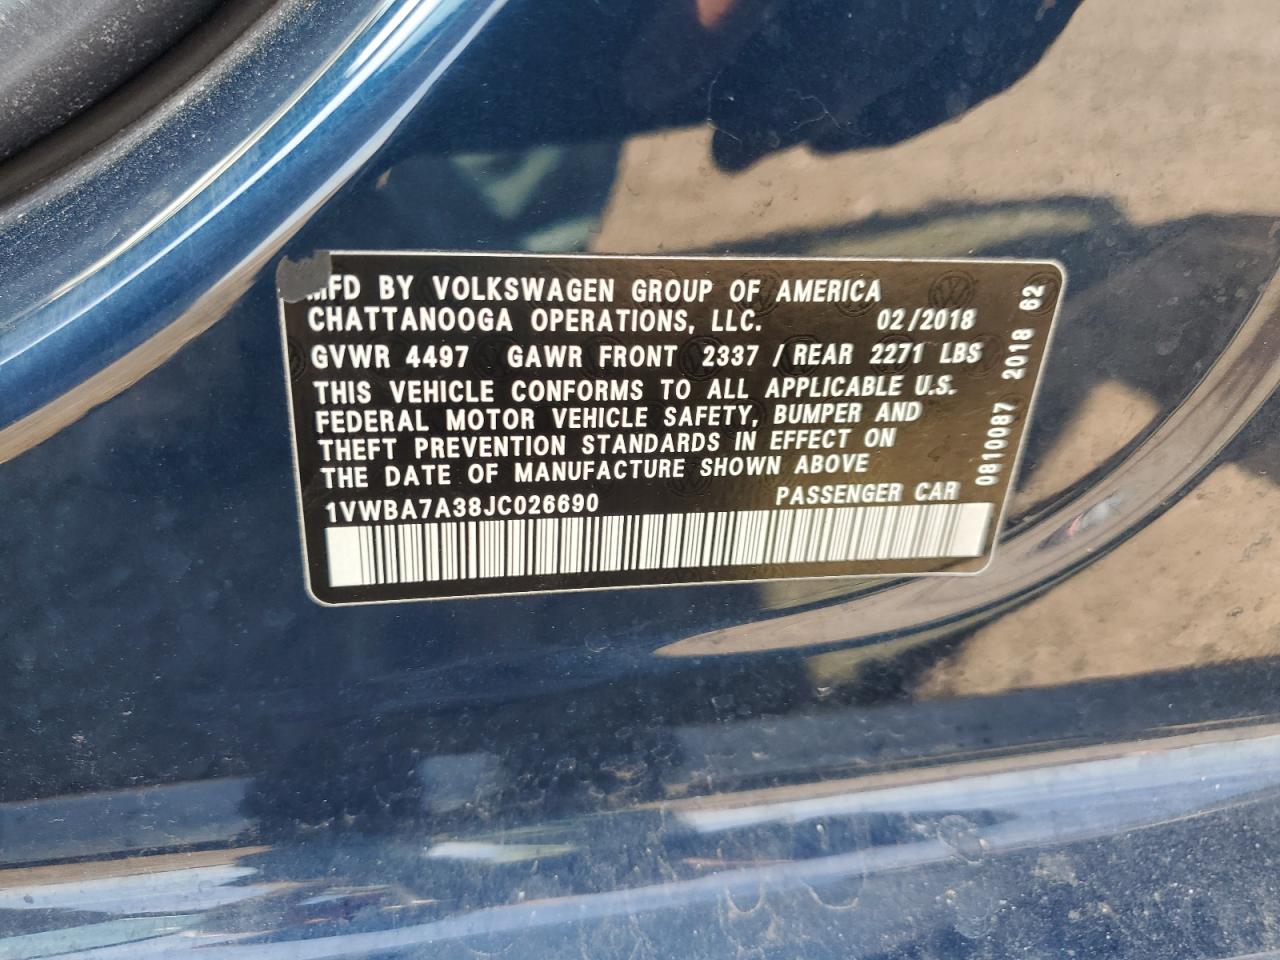 MFD BY VOLKSWAGEN GROUP OF AMERICA
CHATTANOOGA OPERATIONS, LLC. 02/2018
GVWR 4497 GAWR FRONT 2337 / REAR 2271 LBS
THIS VEHICLE CONFORMS TO ALL APPLICABLE U.S.
FEDERAL MOTOR VEHICLE SAFETY, BUMPER AND
THEFT PREVENTION STANDARDS IN EFFECT ON
THE DATE OF MANUFACTURE SHOWN ABOVE
1VWBA7A38JC026690 PASSENGER CAR
0810087 2018 62